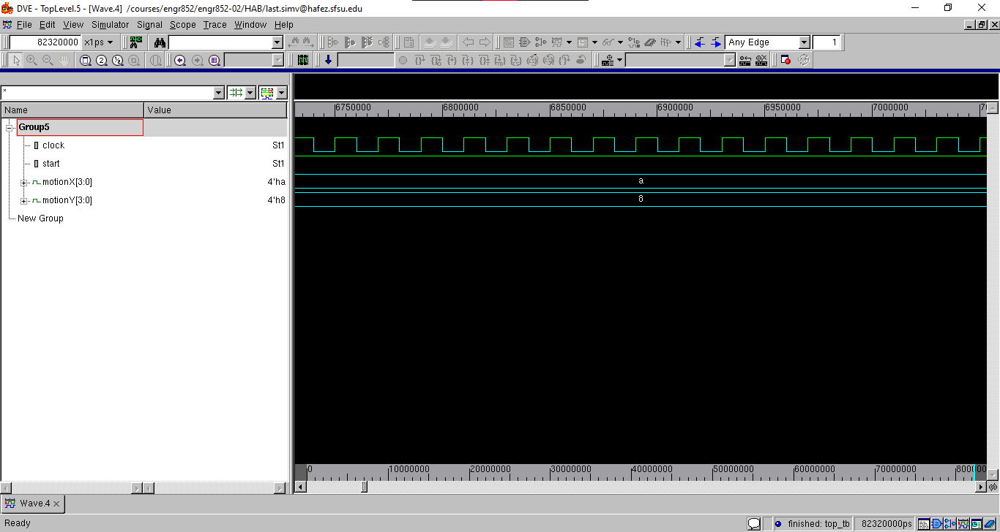 DVE - TopLevel.5 - [Wave.4] /courses/engr852/engr852-02/HAB/last.simv@hafez.sfsu.edu
File Edit View Simulator Signal Scope Trace Window Help
82320000 x1ps Any Edge 1
*
Name Value
6750000 6800000 6850000 6900000 6950000 7000000
Group5
clock St1
start St1
motionX[3:0] 4'ha a
motionY[3:0] 4'h8 8
New Group
0 10000000 20000000 30000000 40000000 50000000 60000000 70000000
Wave.4
Ready finished: top_tb 82320000ps